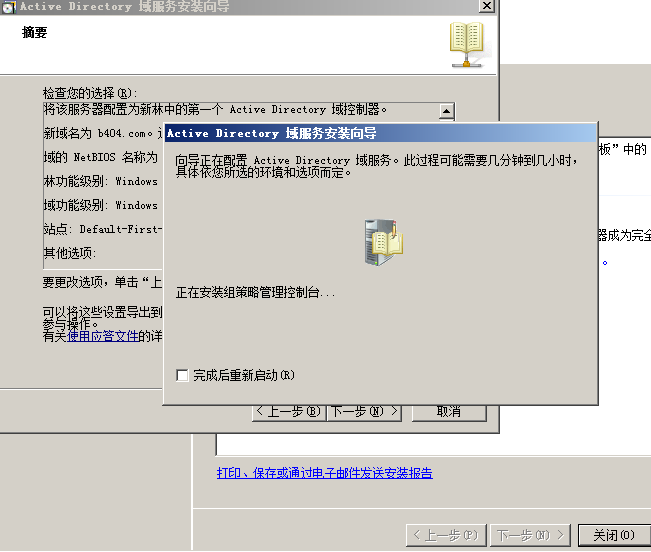 Active Directory 域服务安装向导
摘要
检查您的选择(R):
将该服务器配置为新林中的第一个 Active Directory 域控制器。
新域名为 b404.com。
域的 NetBIOS 名称为
林功能级别: Windows
域功能级别: Windows
站点: Default-First-
其他选项:
要更改选项，单击“上
可以将这些设置导出到
参与操作。
有关使用应答文件的详
< 上一步(B) 下一步(N) > 取消
Active Directory 域服务安装向导
向导正在配置 Active Directory 域服务。此过程可能需要几分钟到几小时，
具体依您所选的环境和选项而定。
正在安装组策略管理控制台...
完成后重新启动(R)
板”中的
器成为完全
。
打印、保存或通过电子邮件发送安装报告
< 上一步(P) 下一步(N) > 关闭(O)